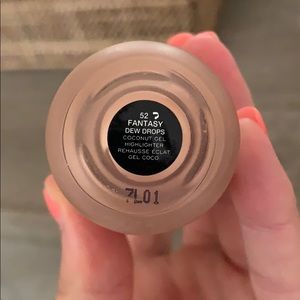 52
FANTASY
DEW DROPS
COCONUT GEL
HIGHLIGHTER
REHAUSSE ÉCLAT
GEL COCO
7L01